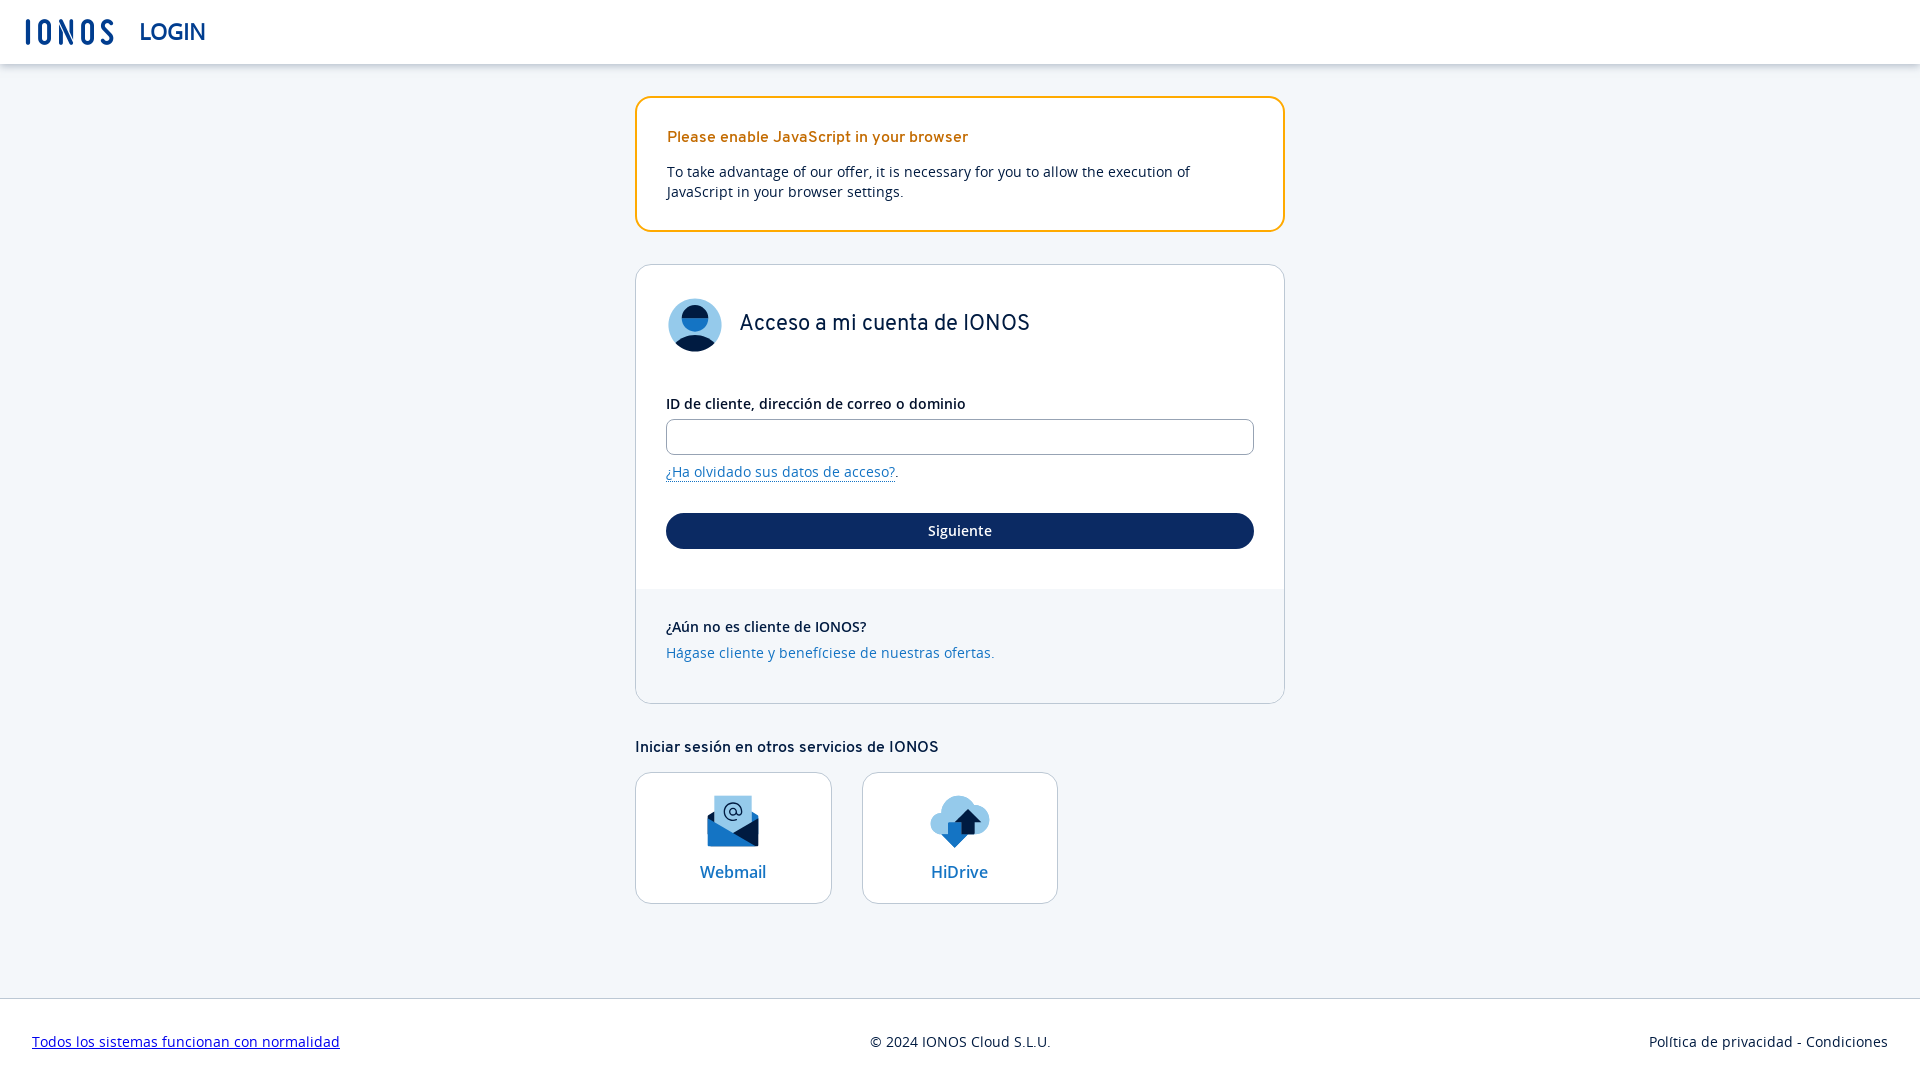 IONOS LOGIN
Please enable JavaScript in your browser
To take advantage of our offer, it is necessary for you to allow the execution of
JavaScript in your browser settings.
Acceso a mi cuenta de IONOS
ID de cliente, dirección de correo o dominio
¿Ha olvidado sus datos de acceso?.
Siguiente
¿Aún no es cliente de IONOS?
Hágase cliente y benefíciese de nuestras ofertas.
Iniciar sesión en otros servicios de IONOS
Webmail
HiDrive
Todos los sistemas funcionan con normalidad
© 2024 IONOS Cloud S.L.U.
Política de privacidad - Condiciones